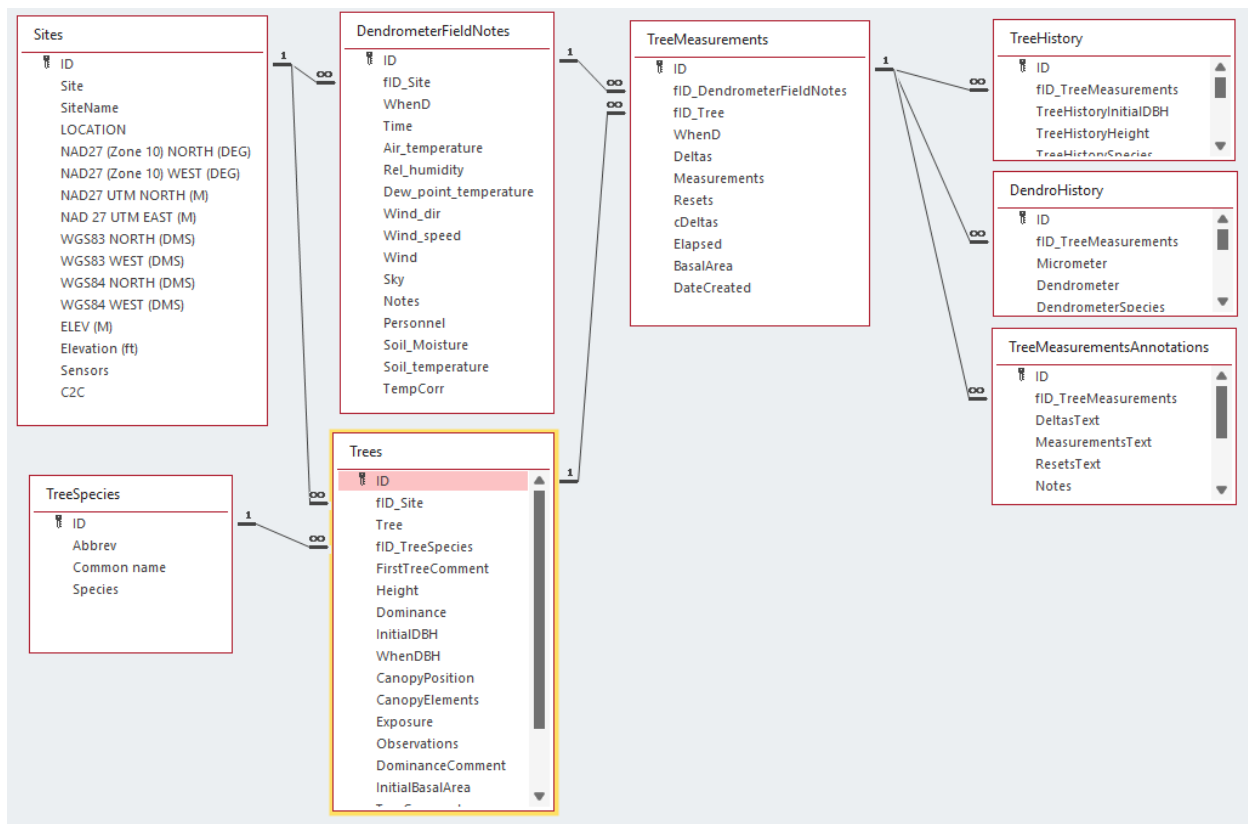 Sites
ID
Site
SiteName
LOCATION
NAD27 (Zone 10) NORTH (DEG)
NAD27 (Zone 10) WEST (DEG)
NAD27 UTM NORTH (M)
NAD 27 UTM EAST (M)
WGS83 NORTH (DMS)
WGS83 WEST (DMS)
WGS84 NORTH (DMS)
WGS84 WEST (DMS)
ELEV (M)
Elevation (ft)
Sensors
C2C
1
∞
∞
DendrometerFieldNotes
ID
fID_Site
WhenD
Time
Air_temperature
Rel_humidity
Dew_point_temperature
Wind_dir
Wind_speed
Wind
Sky
Notes
Personnel
Soil_Moisture
Soil_temperature
TempCorr
1
∞
∞
TreeMeasurements
ID
fID_DendrometerFieldNotes
fID_Tree
WhenD
Deltas
Measurements
Resets
cDeltas
Elapsed
BasalArea
DateCreated
1
∞
∞
∞
TreeHistory
ID
fID_TreeMeasurements
TreeHistoryInitialDBH
TreeHistoryHeight
TreeHistorySpecies
DendroHistory
ID
fID_TreeMeasurements
Micrometer
Dendrometer
DendrometerSpecies
TreeMeasurementsAnnotations
ID
fID_TreeMeasurements
DeltasText
MeasurementsText
ResetsText
Notes
TreeSpecies
ID
Abbrev
Common name
Species
1
∞
Trees
ID
fID_Site
Tree
fID_TreeSpecies
FirstTreeComment
Height
Dominance
InitialDBH
WhenDBH
CanopyPosition
CanopyElements
Exposure
Observations
DominanceComment
InitialBasalArea
1